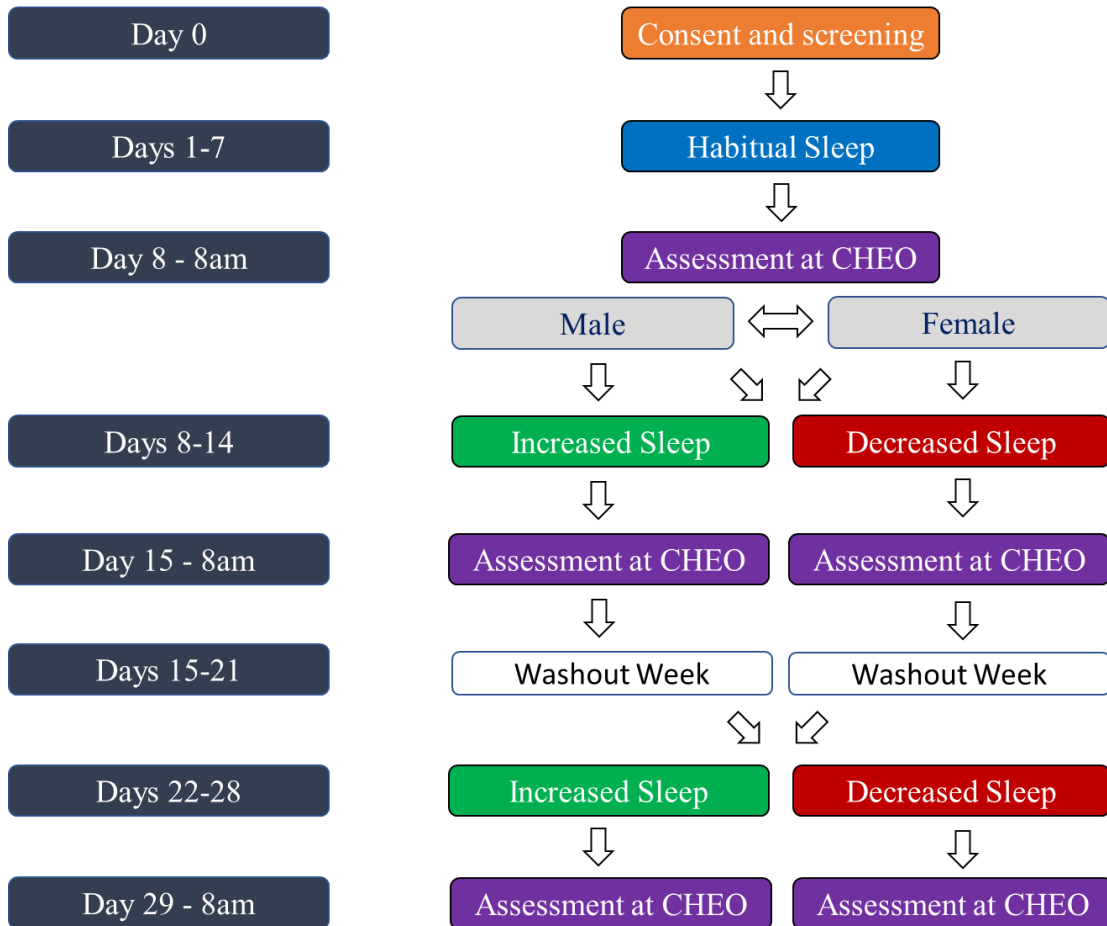 Day 0
Consent and screening
Days 1-7
Habitual Sleep
Day 8 - 8am
Assessment at CHEO
Male
Female
Days 8-14
Increased Sleep
Decreased Sleep
Day 15 - 8am
Assessment at CHEO
Assessment at CHEO
Days 15-21
Washout Week
Washout Week
Days 22-28
Increased Sleep
Decreased Sleep
Day 29 - 8am
Assessment at CHEO
Assessment at CHEO